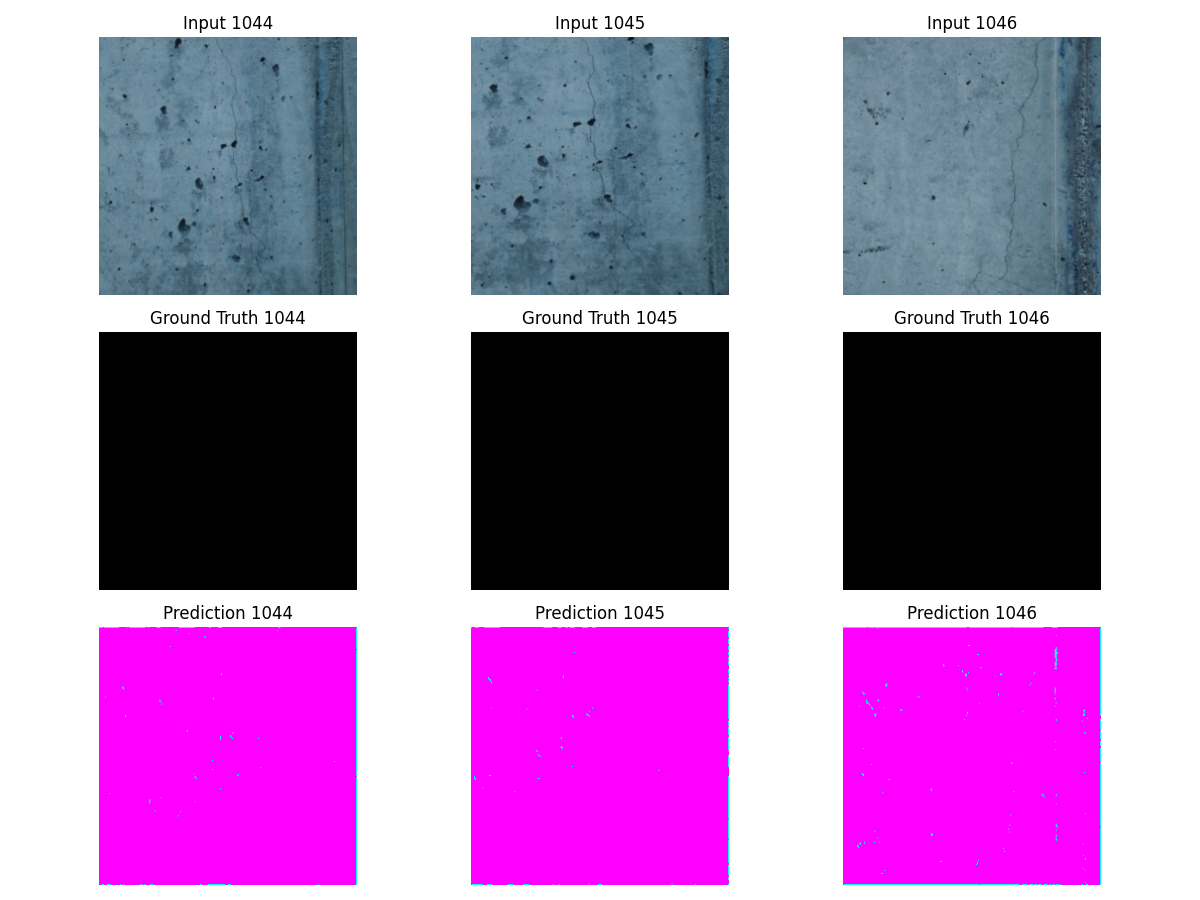 Input 1044
Input 1045
Input 1046
Ground Truth 1044
Ground Truth 1045
Ground Truth 1046
Prediction 1044
Prediction 1045
Prediction 1046